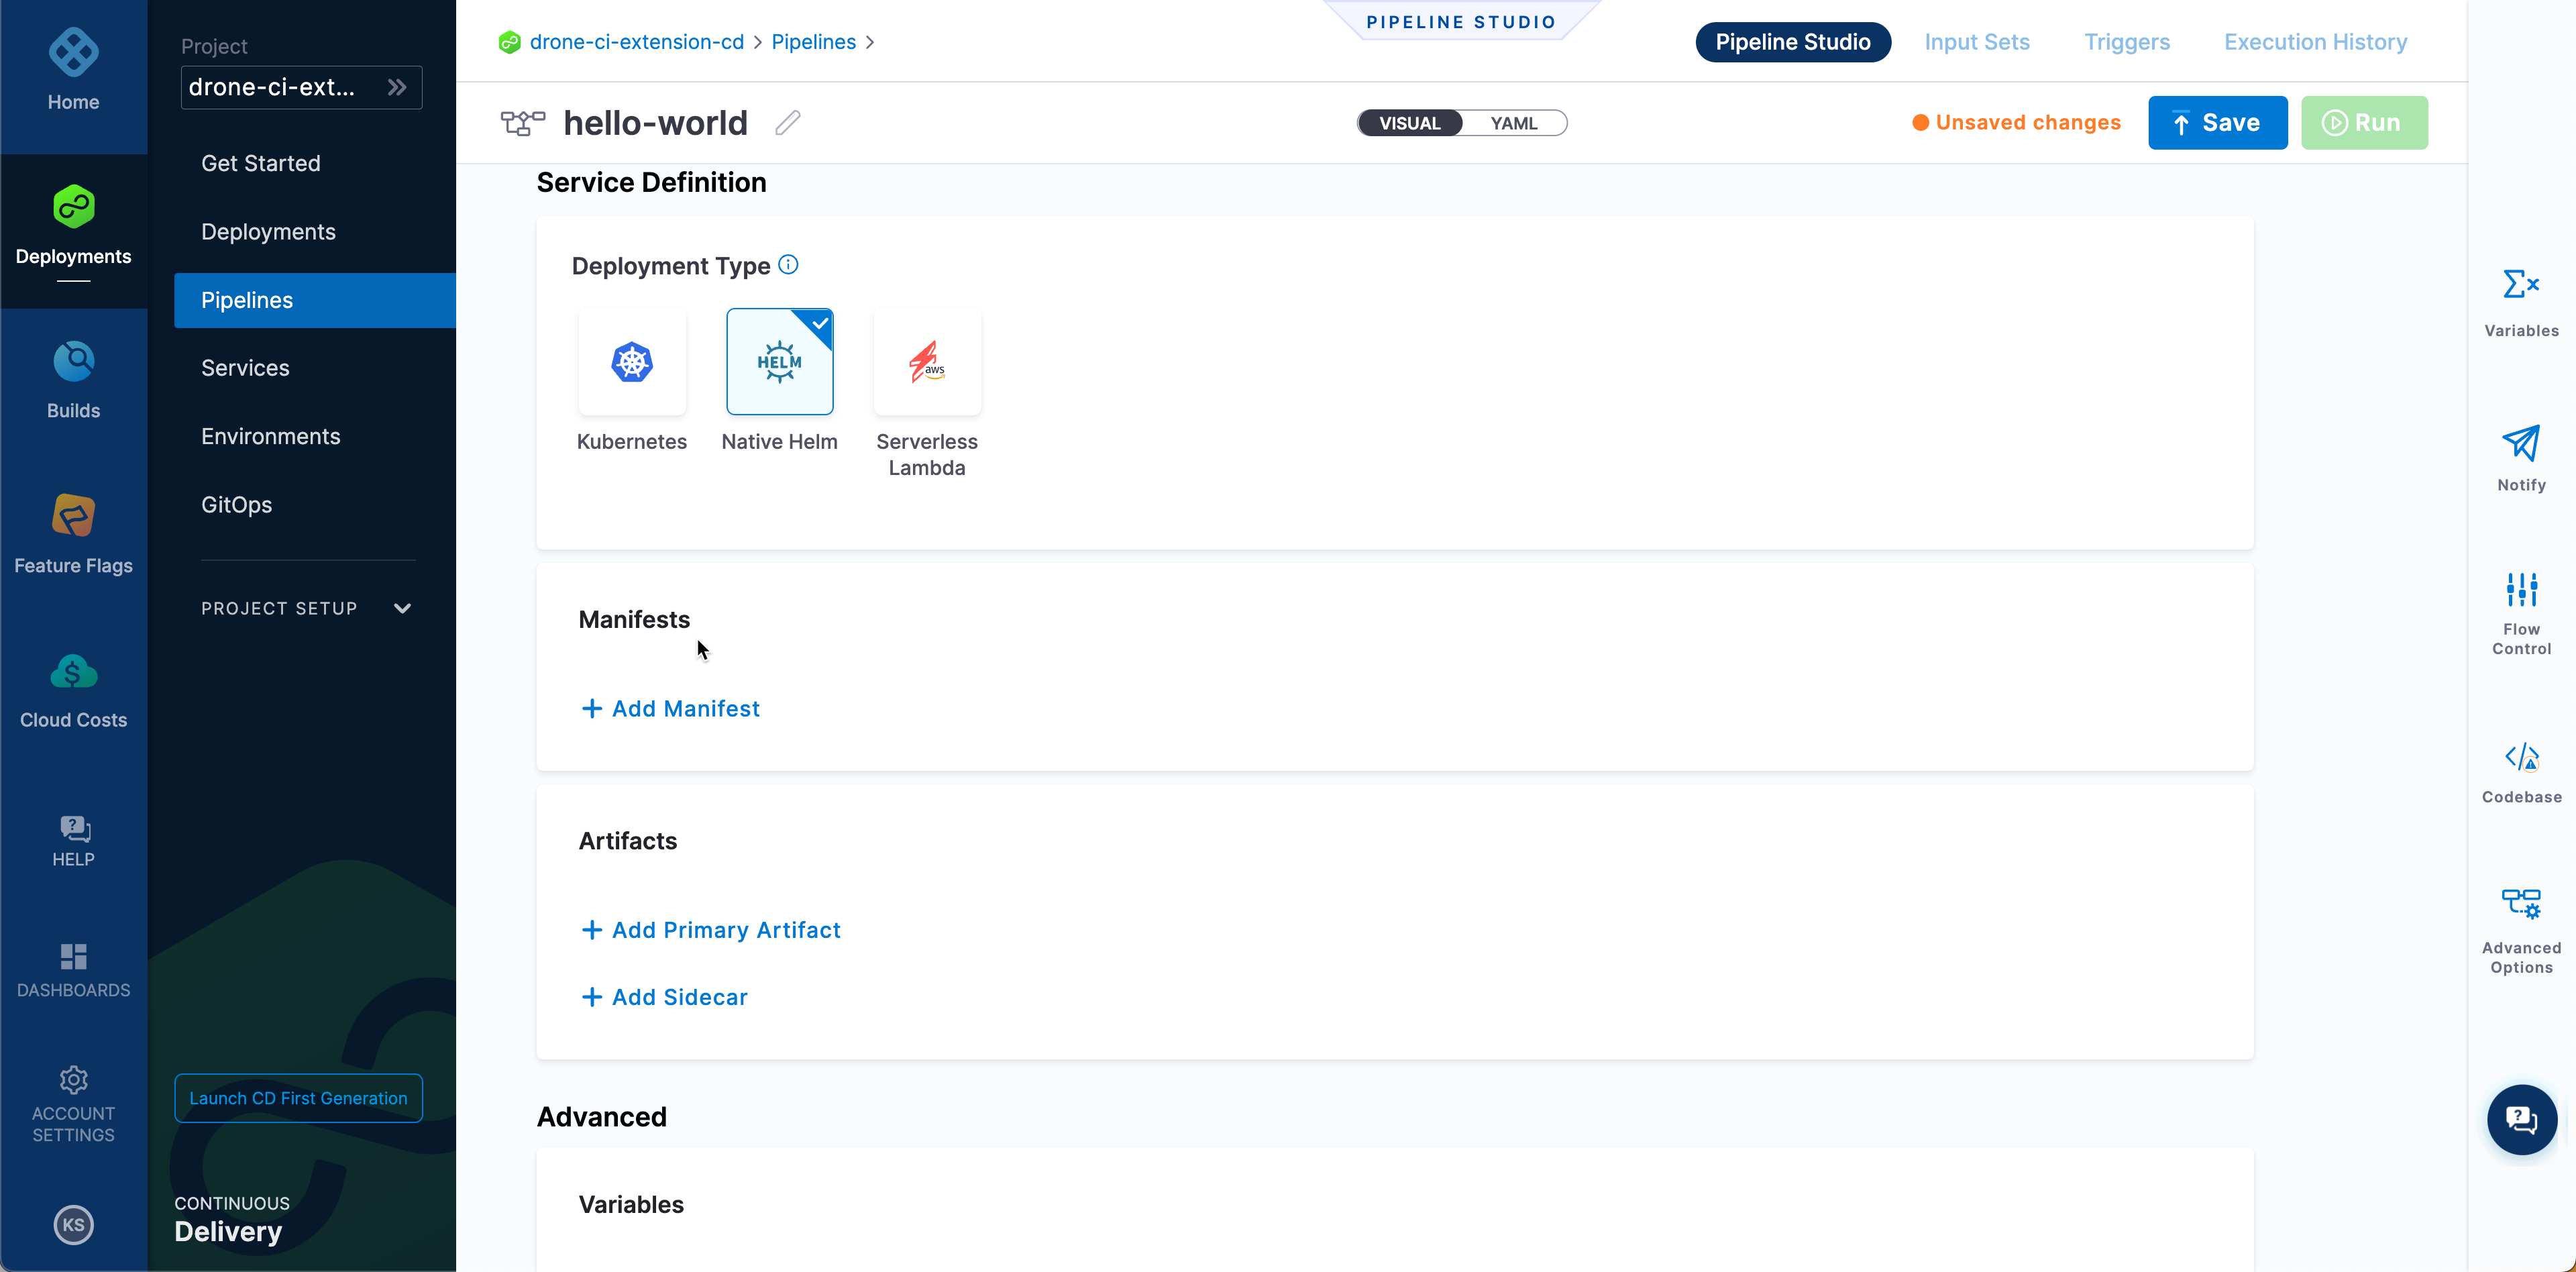 Home
Deployments
Builds
Feature Flags
Cloud Costs
HELP
DASHBOARDS
ACCOUNT
SETTINGS
KS
Project
drone-ci-ext...
Get Started
Deployments
Pipelines
Services
Environments
GitOps
PROJECT SETUP
Launch CD First Generation
CONTINUOUS
Delivery
drone-ci-extension-cd > Pipelines >
PIPELINE STUDIO
Pipeline Studio
Input Sets
Triggers
Execution History
hello-world
VISUAL
YAML
Unsaved changes
Save
Run
Service Definition
Deployment Type
HELM
aws
Kubernetes
Native Helm
Serverless
Lambda
Manifests
+ Add Manifest
Artifacts
+ Add Primary Artifact
+ Add Sidecar
Advanced
Variables
Variables
Notify
Flow
Control
Codebase
Advanced
Options